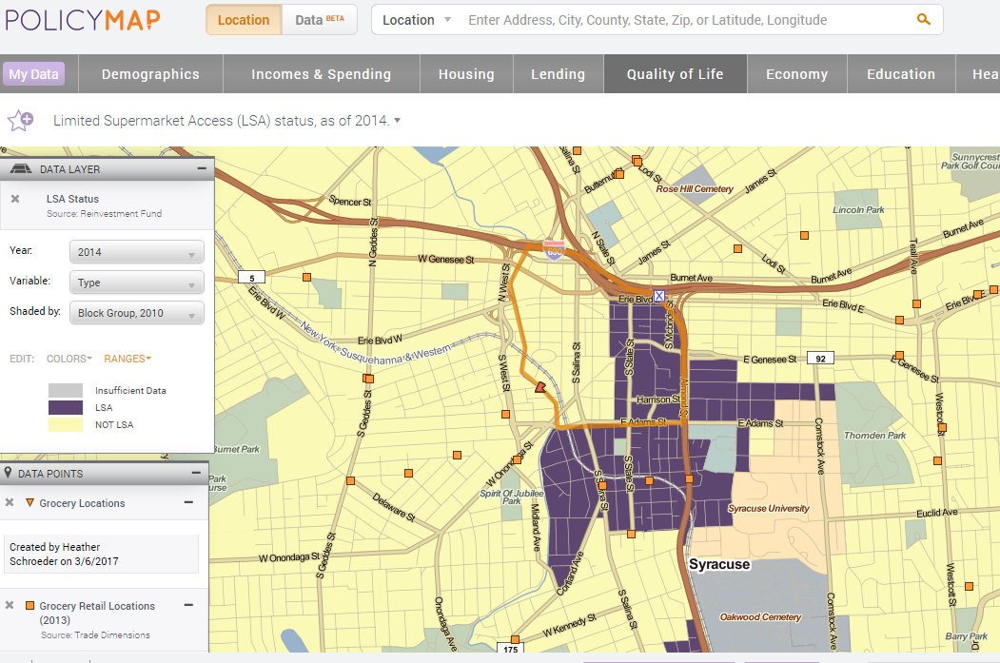 POLICYMAP
Location
Data BETA
Location
Enter Address, City, County, State, Zip, or Latitude, Longitude
My Data
Demographics
Incomes & Spending
Housing
Lending
Quality of Life
Economy
Education
Hea
Limited Supermarket Access (LSA) status, as of 2014.
DATA LAYER
LSA Status
Source: Reinvestment Fund
Year:
2014
Variable:
Type
Shaded by:
Block Group, 2010
EDIT:
COLORS
RANGES
Insufficient Data
LSA
NOT LSA
DATA POINTS
Grocery Locations
Created by Heather
Schroeder on 3/6/2017
Grocery Retail Locations
(2013)
Source: Trade Dimensions
Salina St
Butternut St
Lodi St
Rose Hill Cemetery
James St
Sunnycrest
Park Golf Cour
Lincoln Park
Spencer St
N Geddes St
N State St
James St
Lodi St
Teall Ave
Burnet Ave
W Genesee St
N West St
5
Erie Blvd W
Burnet Ave
Burnet Ave
Erie Blvd
Erie Blvd E
Erie Blvd E
S Mcbride St
New York, Susquehanna & Western
Erie Blvd W
S West St
S Salina St
S State St
E Genesee St
92
E Genesee St
Almond St
Harrison St
E Adams St
E Adams St
S Geddes St
Comstock Ave
Westcott St
Thornden Park
Burnet Park
Park
urse
W Onondaga St
Spirit Of Jubilee
Park
S Salina St
S State St
Delaware St
Midland Ave
Syracuse University
Euclid Ave
W Onondaga St
S Geddes St
Cortland Ave
Syracuse
Westcott St
Onondaga Ave
S Salina St
W Kennedy St
Oakwood Cemetery
Comstock Ave
Barry Park
175